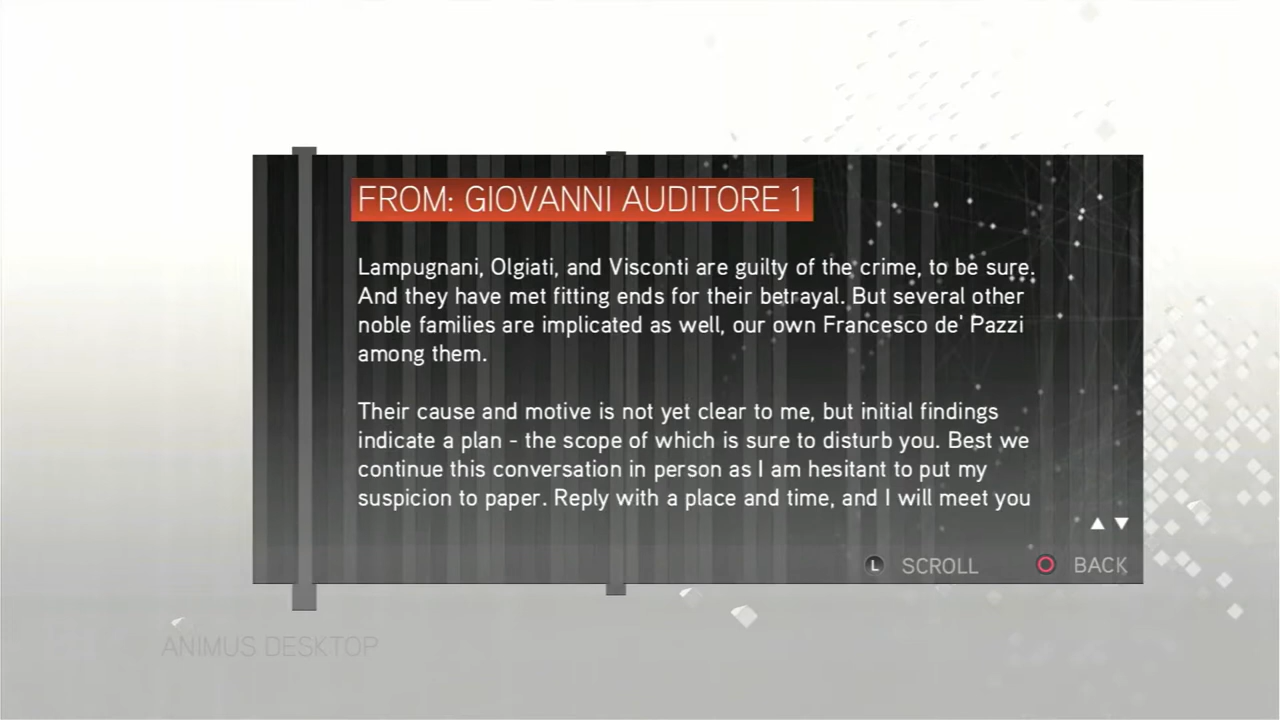 FROM: GIOVANNI AUDITORE 1
Lampugnani, Olgiati, and Visconti are guilty of the crime, to be sure.
And they have met fitting ends for their betrayal. But several other
noble families are implicated as well, our own Francesco de' Pazzi
among them.
Their cause and motive is not yet clear to me, but initial findings
indicate a plan - the scope of which is sure to disturb you. Best we
continue this conversation in person as I am hesitant to put my
suspicion to paper. Reply with a place and time, and I will meet you
L SCROLL
BACK
ANIMUS DESKTOP